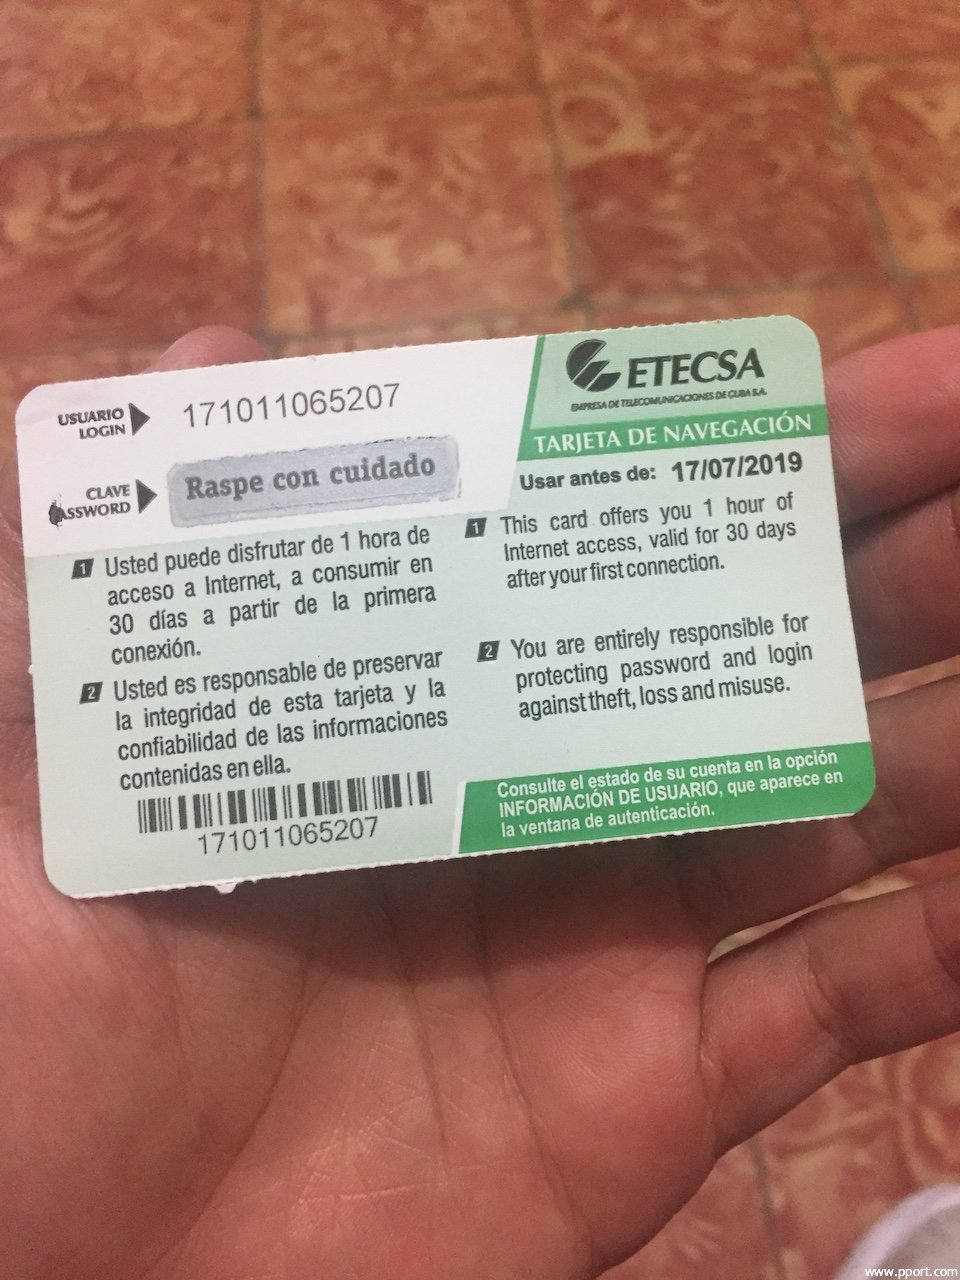 USUARIO
LOGIN
171011065207
CLAVE
PASSWORD
Raspe con cuidado
ETECSA
EMPRESA DE TELECOMUNICACIONES DE CUBA S.A.
TARJETA DE NAVEGACIÓN
Usar antes de: 17/07/2019
1 Usted puede disfrutar de 1 hora de
acceso a Internet, a consumir en
30 días a partir de la primera
conexión.
2 Usted es responsable de preservar
la integridad de esta tarjeta y la
confiabilidad de las informaciones
contenidas en ella.
171011065207
1 This card offers you 1 hour of
Internet access, valid for 30 days
after your first connection.
2 You are entirely responsible for
protecting password and login
against theft, loss and misuse.
Consulte el estado de su cuenta en la opción
INFORMACIÓN DE USUARIO, que aparece en
la ventana de autenticación.
www.pport.com